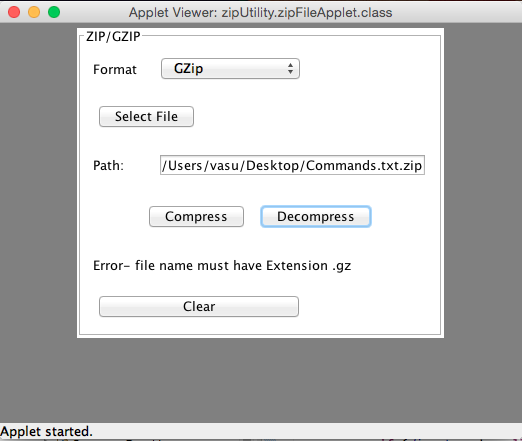 Applet Viewer: zipUtility.zipFileApplet.class
ZIP/GZIP
Format GZip
Select File
Path: /Users/vasu/Desktop/Commands.txt.zip
Compress Decompress
Error- file name must have Extension .gz
Clear
Applet started.